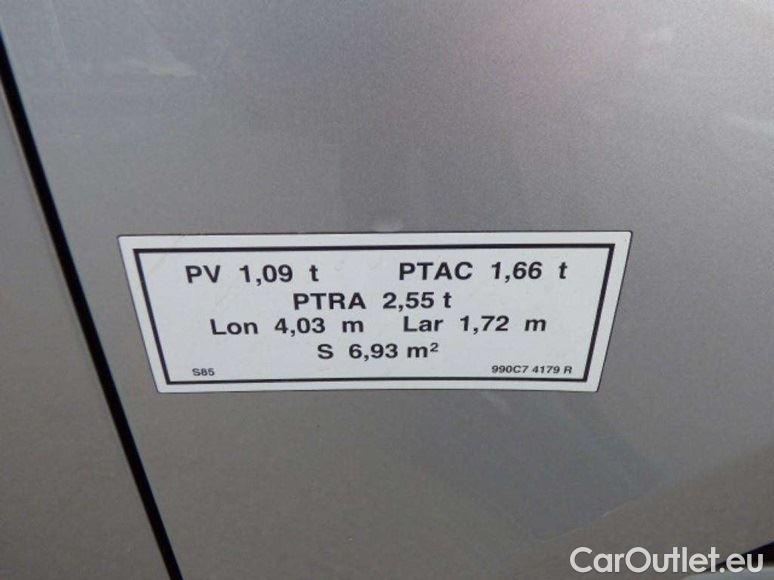 PV 1,09 t PTAC 1,66 t
PTRA 2,55 t
Lon 4,03 m Lar 1,72 m
S 6,93 m²
S85 990C7 4179 R
CarOutlet.eu